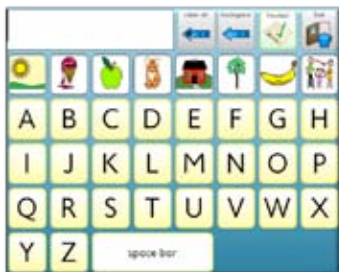 A B C D E F G H
I J K L M N O P
Q R S T U V W X
Y Z space bar